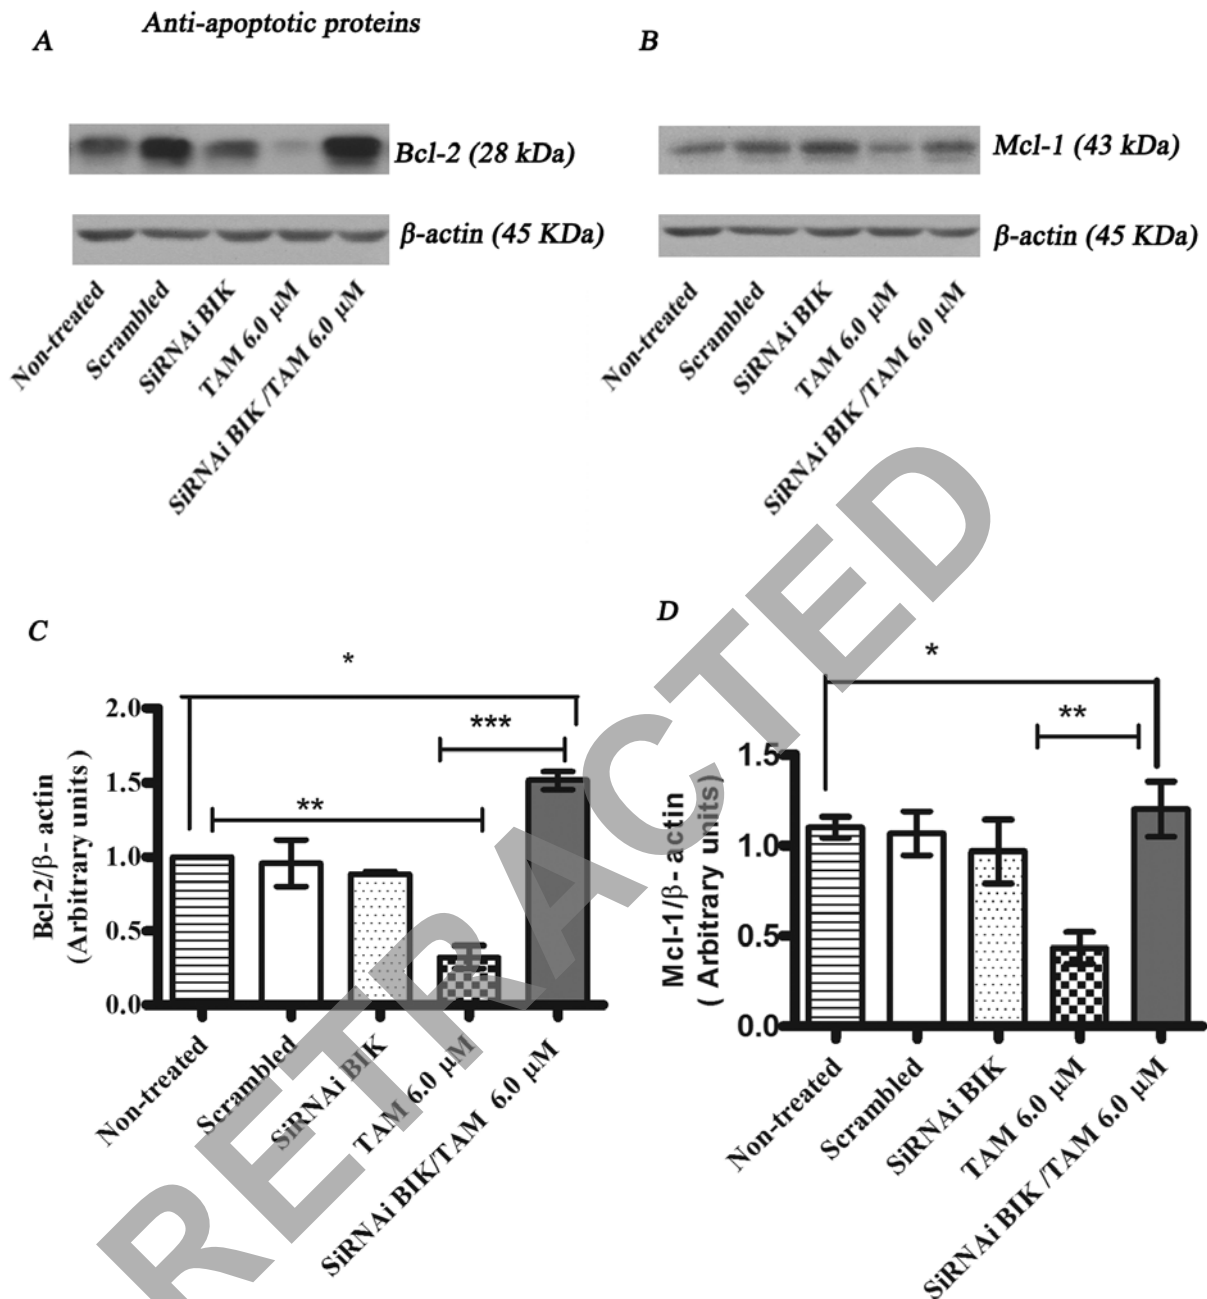 Anti-apoptotic proteins
A
B
Bcl-2 (28 kDa)
β-actin (45 KDa)
Non-treated
Scrambled
SiRNAi BIK
TAM 6.0 µM
SiRNAi BIK /TAM 6.0 µM
Mcl-1 (43 kDa)
β-actin (45 KDa)
Non-treated
Scrambled
SiRNAi BIK
TAM 6.0 µM
SiRNAi BIK /TAM 6.0 µM
C
*
***
**
2.0
1.5
1.0
0.5
0.0
Bcl-2/β- actin
(Arbitrary units )
Non-treated
Scrambled
SiRNAi BIK
TAM 6.0 µM
SiRNAi BIK/TAM 6.0 µM
D
*
**
1.5
1.0
0.5
0.0
Mcl-1/β- actin
( Arbitrary units)
Non-treated
Scrambled
SiRNAi BIK
TAM 6.0 µM
SiRNAi BIK /TAM 6.0 µM
RETRACTED